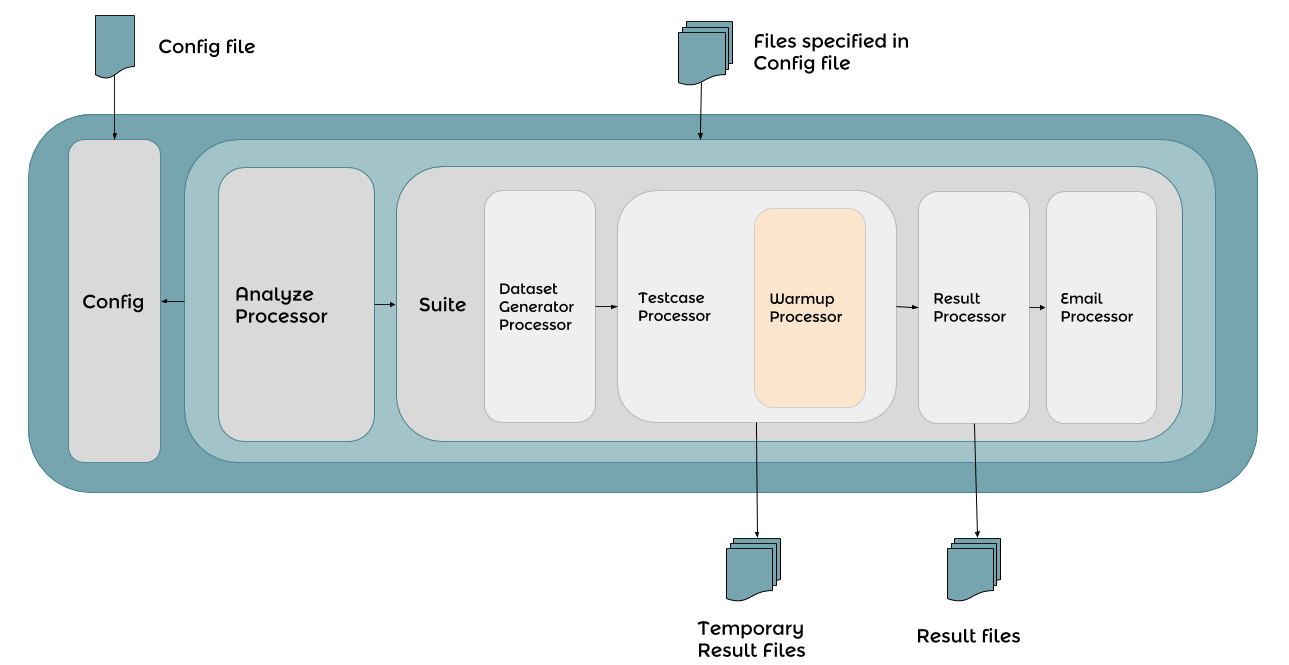 Config file
Files specified in
Config file
Config
Analyze
Processor
Suite
Dataset
Generator
Processor
Testcase
Processor
Warmup
Processor
Result
Processor
Email
Processor
Temporary
Result Files
Result files